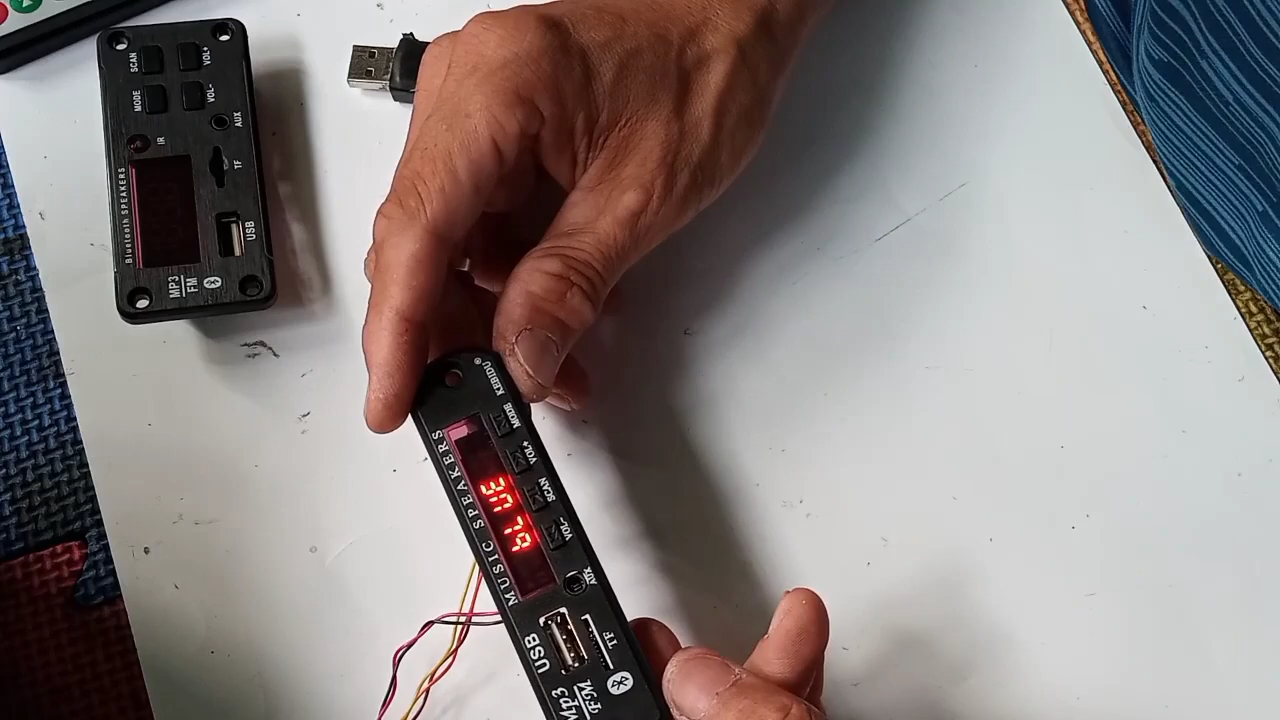 SCAN
VOL+
MODE
VOL-
AUX
IR
TF
Bluetooth SPEAKERS
USB
MP3
FM
KEBIDU®
MODE
VOL+
SCAN
VOL-
MUSIC SPEAKERS
AUX
USB
TF
Mp3
FM